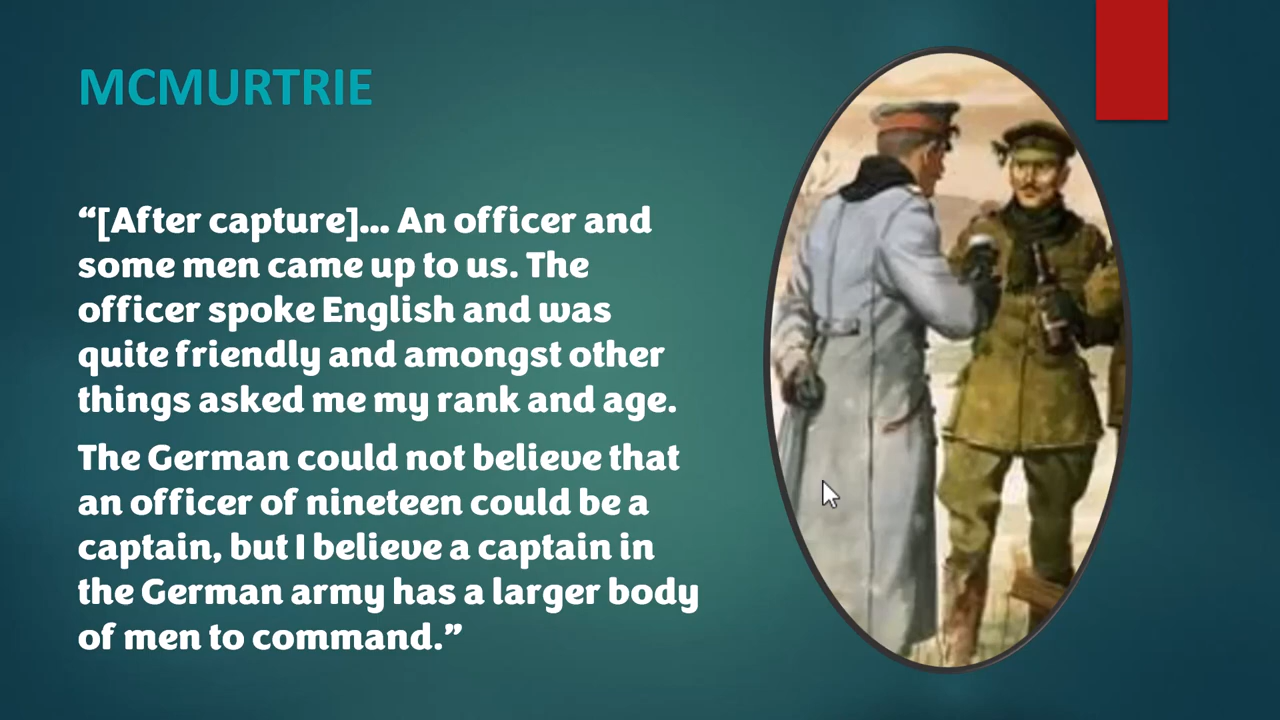 MCMURTRIE
“[After capture]... An officer and
some men came up to us. The
officer spoke English and was
quite friendly and amongst other
things asked me my rank and age.
The German could not believe that
an officer of nineteen could be a
captain, but I believe a captain in
the German army has a larger body
of men to command.”